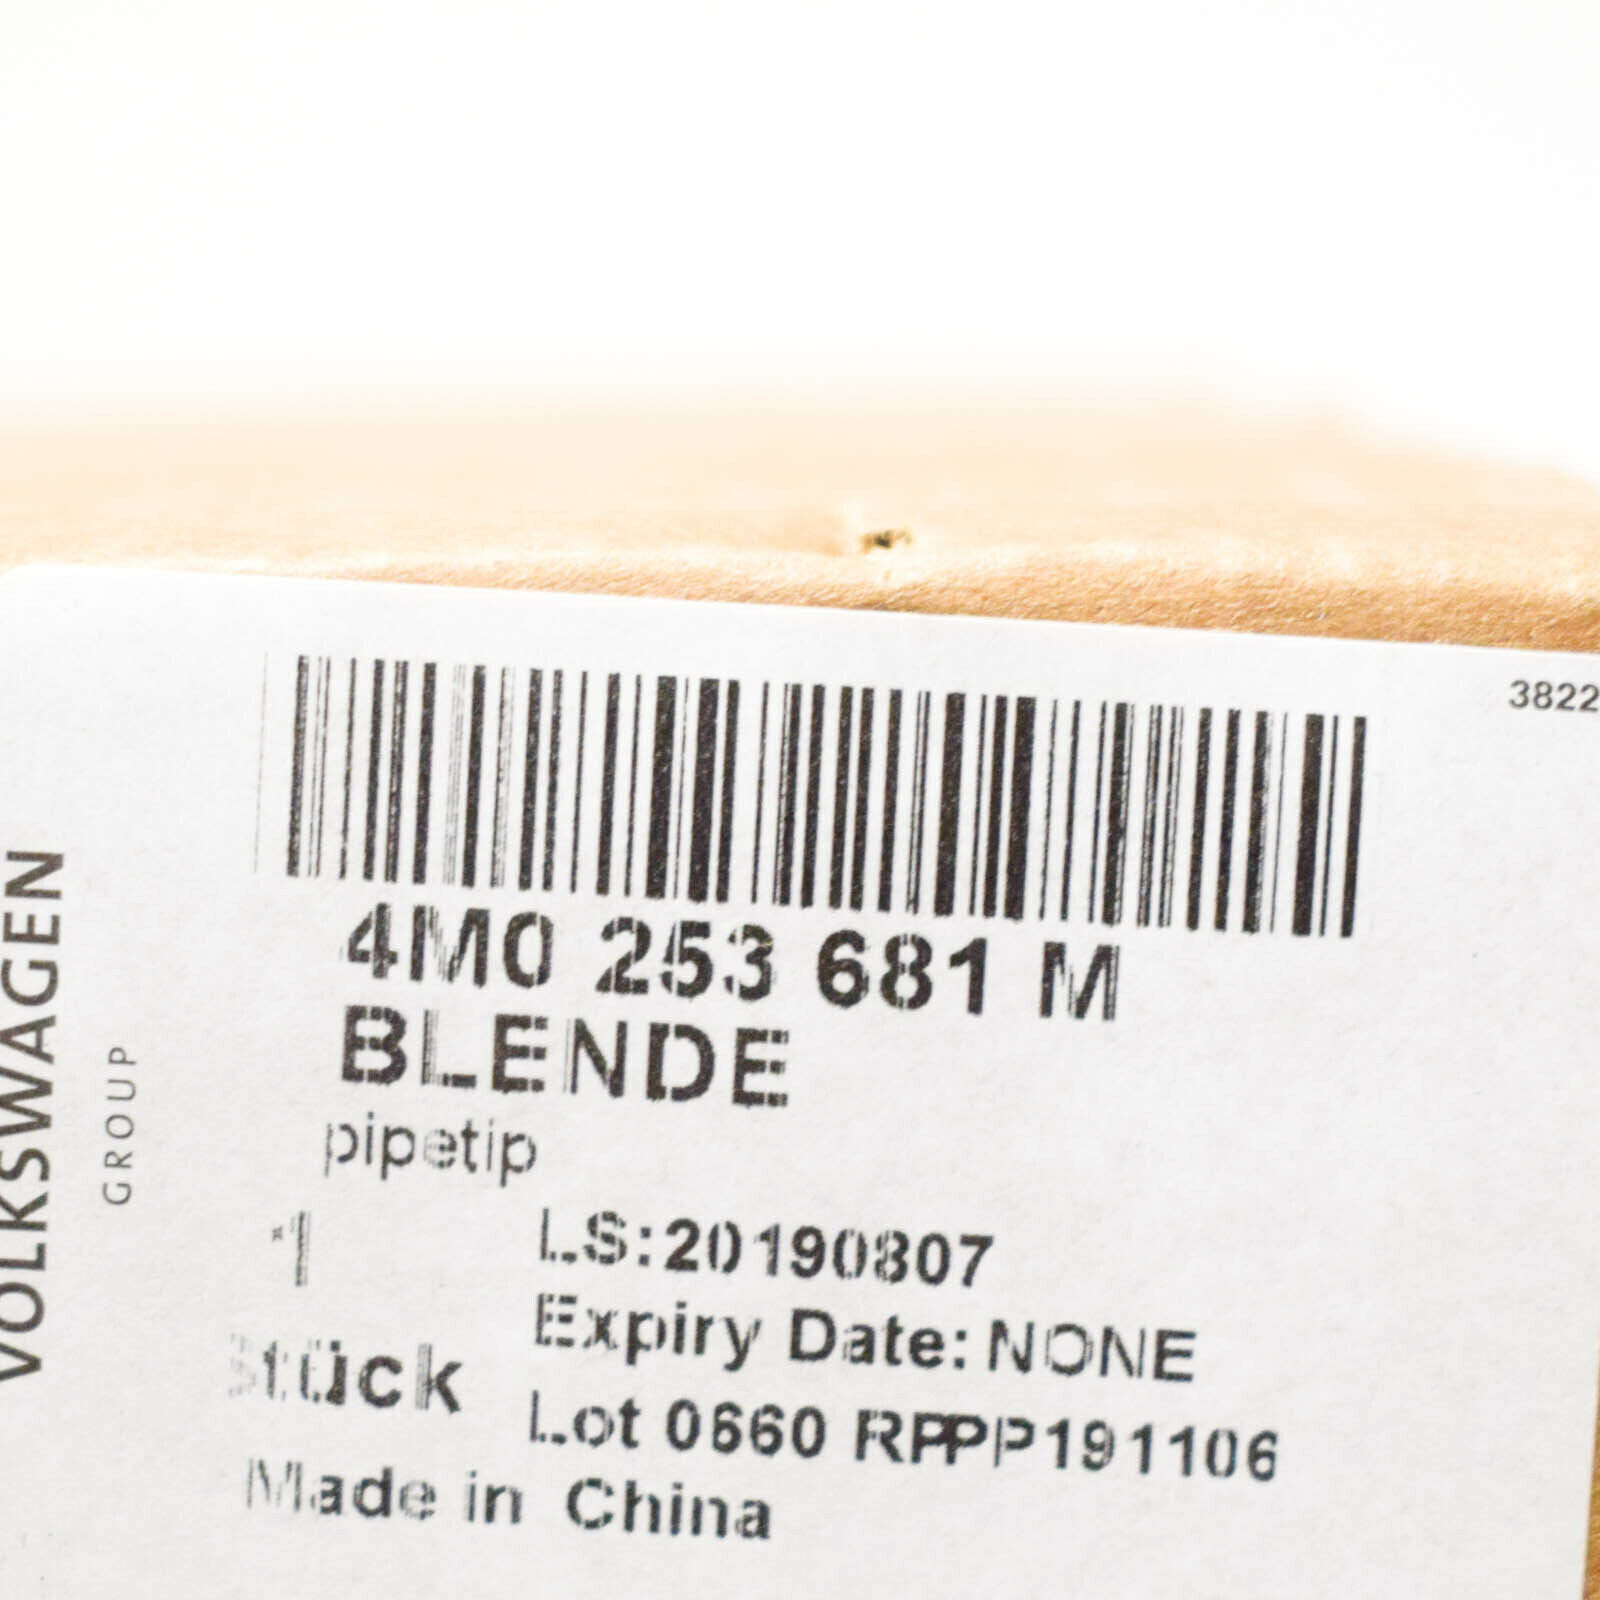 3822
VOLKSWAGEN
GROUP
4M0 253 681 M
BLENDE
pipetip
1
LS:20190807
Expiry Date: NONE
Stück
Lot 0660 RPPP191106
Made in China